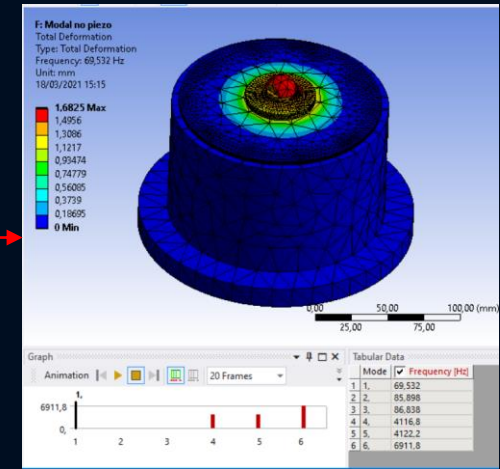 F: Modal no piezo
Total Deformation
Type: Total Deformation
Frequency: 69,532 Hz
Unit: mm
18/03/2021 15:15
1,6825 Max
1,4956
1,3086
1,1217
0,93474
0,74779
0,56085
0,3739
0,18695
0 Min
0,00 50,00 100,00 (mm)
25,00 75,00
Graph
Animation 20 Frames
1,
6911,8
0,
1 2 3 4 5 6
Tabular Data
Mode Frequency [Hz]
1 1, 69,532
2 2, 85,898
3 3, 86,838
4 4, 4116,8
5 5, 4122,2
6 6, 6911,8